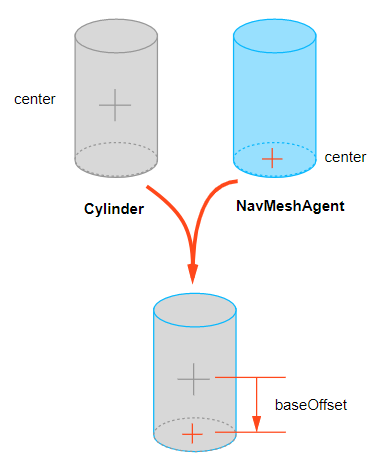 center
center
Cylinder
NavMeshAgent
baseOffset